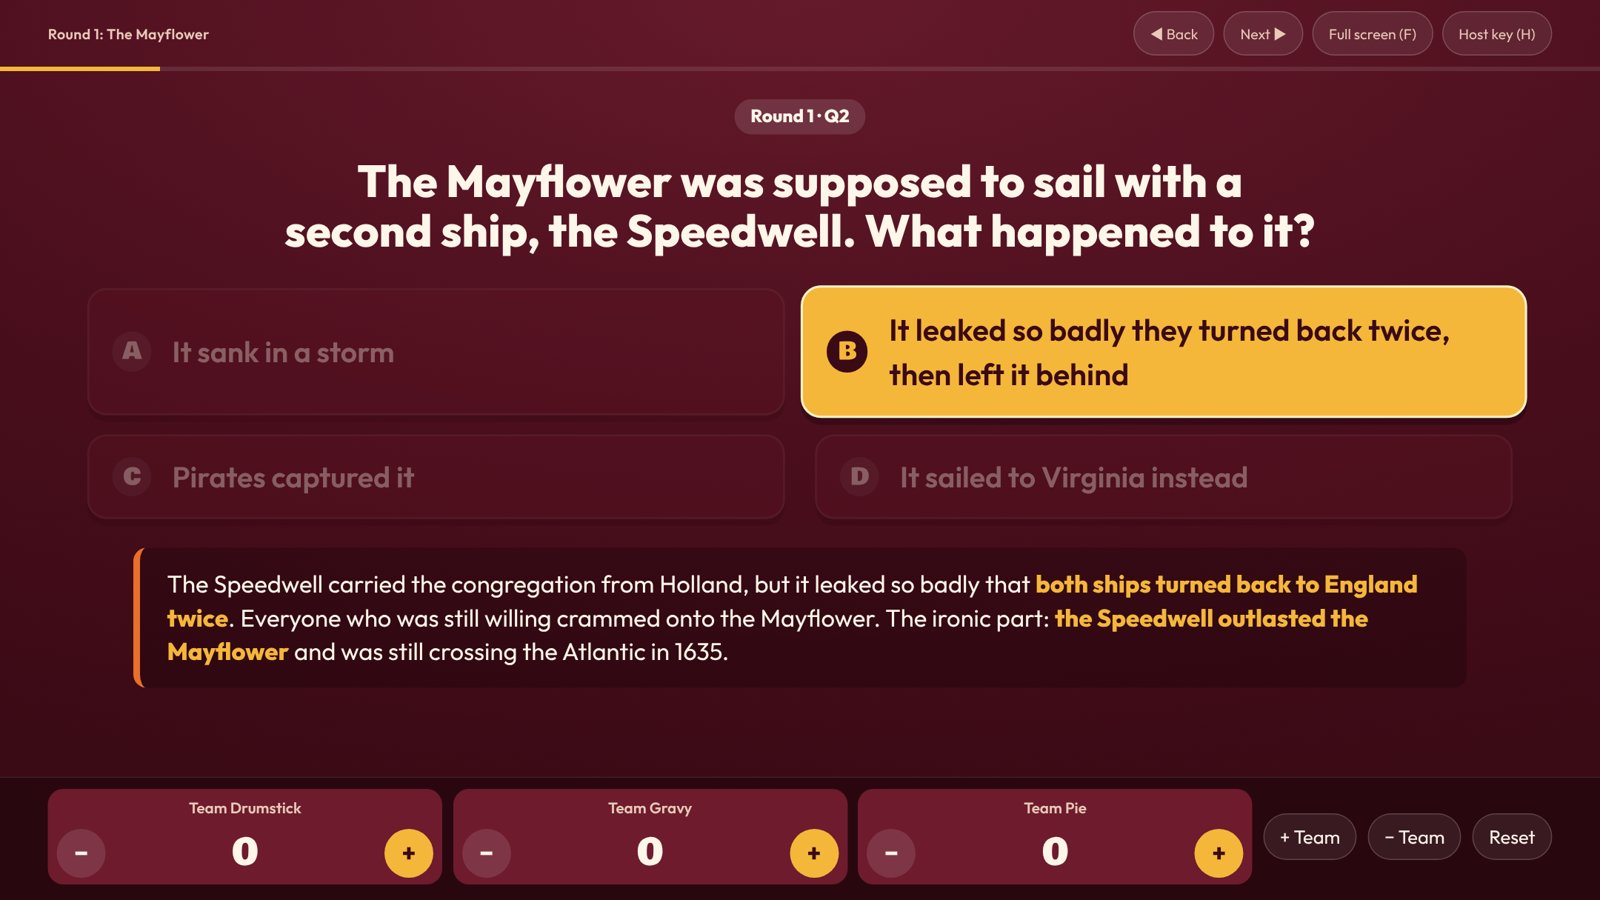 Round 1: The Mayflower
◀ Back
Next ▶
Full screen (F)
Host key (H)
Round 1 · Q2
The Mayflower was supposed to sail with a
second ship, the Speedwell. What happened to it?
A It sank in a storm
B It leaked so badly they turned back twice,
then left it behind
C Pirates captured it
D It sailed to Virginia instead
The Speedwell carried the congregation from Holland, but it leaked so badly that both ships turned back to England
twice. Everyone who was still willing crammed onto the Mayflower. The ironic part: the Speedwell outlasted the
Mayflower and was still crossing the Atlantic in 1635.
Team Drumstick
− 0 +
Team Gravy
− 0 +
Team Pie
− 0 +
+ Team
− Team
Reset